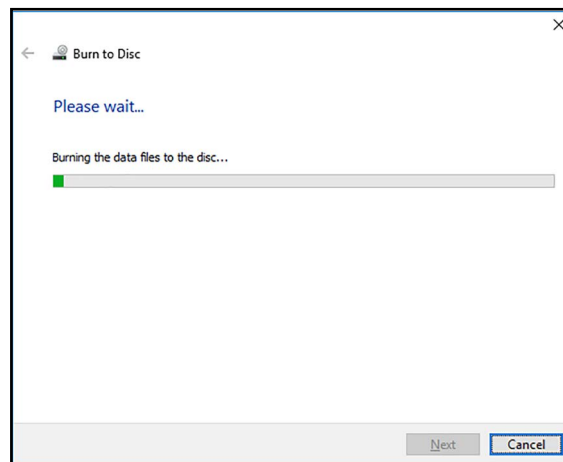 Burn to Disc
Please wait...
Burning the data files to the disc...
Next
Cancel